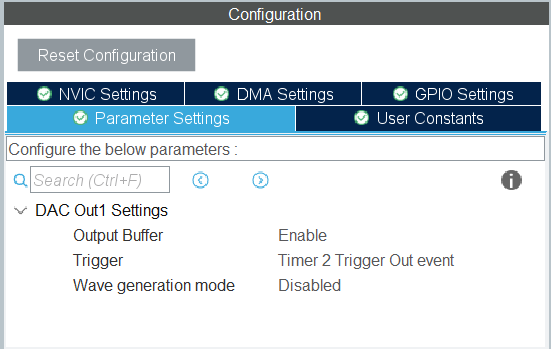 Configuration
Reset Configuration
NVIC Settings DMA Settings GPIO Settings
Parameter Settings User Constants
Configure the below parameters :
Search (Ctrl+F)
DAC Out1 Settings
Output Buffer Enable
Trigger Timer 2 Trigger Out event
Wave generation mode Disabled